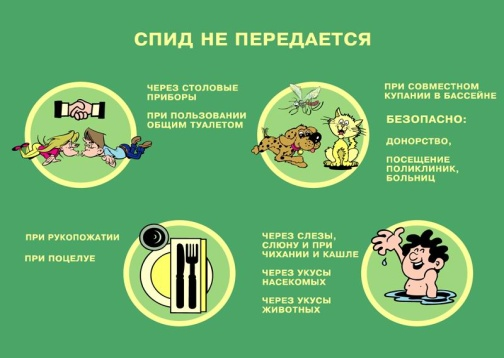 СПИД НЕ ПЕРЕДАЕТСЯ
ЧЕРЕЗ СТОЛОВЫЕ
ПРИБОРЫ
ПРИ ПОЛЬЗОВАНИИ
ОБЩИМ ТУАЛЕТОМ
ПРИ СОВМЕСТНОМ
КУПАНИИ В БАССЕЙНЕ
БЕЗОПАСНО:
ДОНОРСТВО,
ПОСЕЩЕНИЕ
ПОЛИКЛИНИК,
БОЛЬНИЦ
ПРИ РУКОПОЖАТИИ
ПРИ ПОЦЕЛУЕ
ЧЕРЕЗ СЛЕЗЫ,
СЛЮНУ И ПРИ
ЧИХАНИИ И КАШЛЕ
ЧЕРЕЗ УКУСЫ
НАСЕКОМЫХ
ЧЕРЕЗ УКУСЫ
ЖИВОТНЫХ